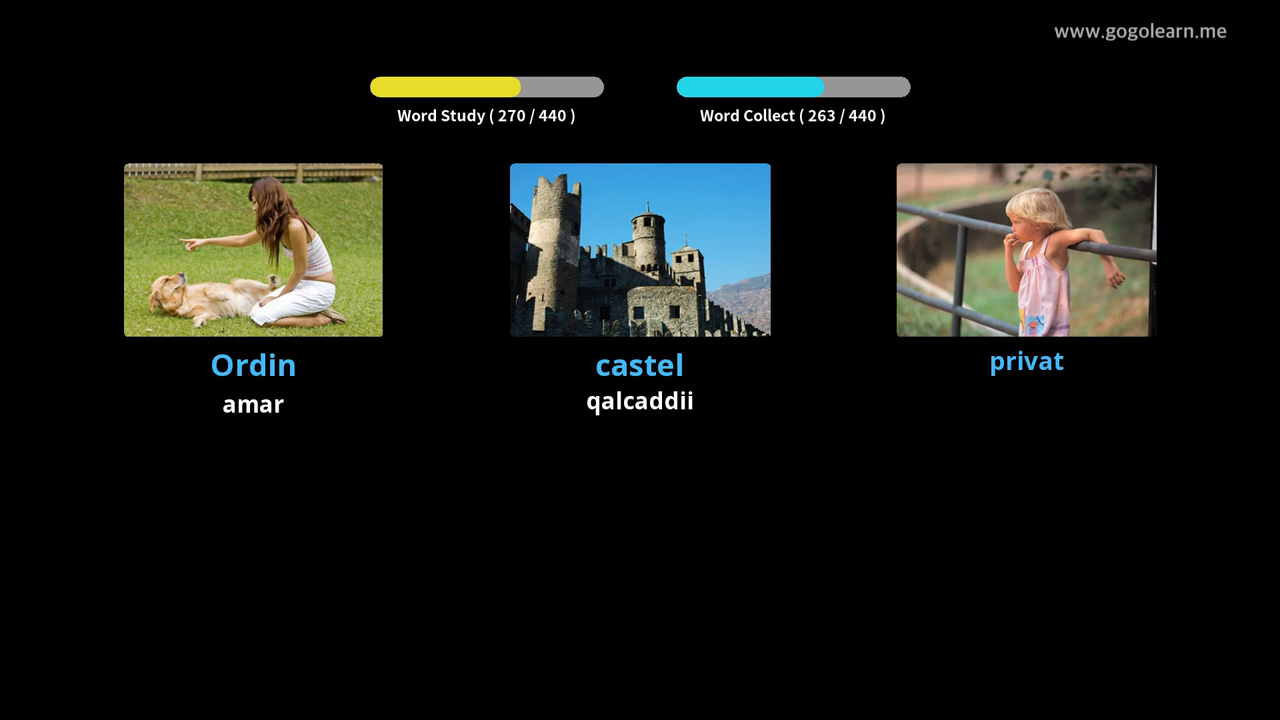 www.gogolearn.me
Word Study ( 270 / 440 )
Word Collect ( 263 / 440 )
Ordin
amar
castel
qalcaddii
privat